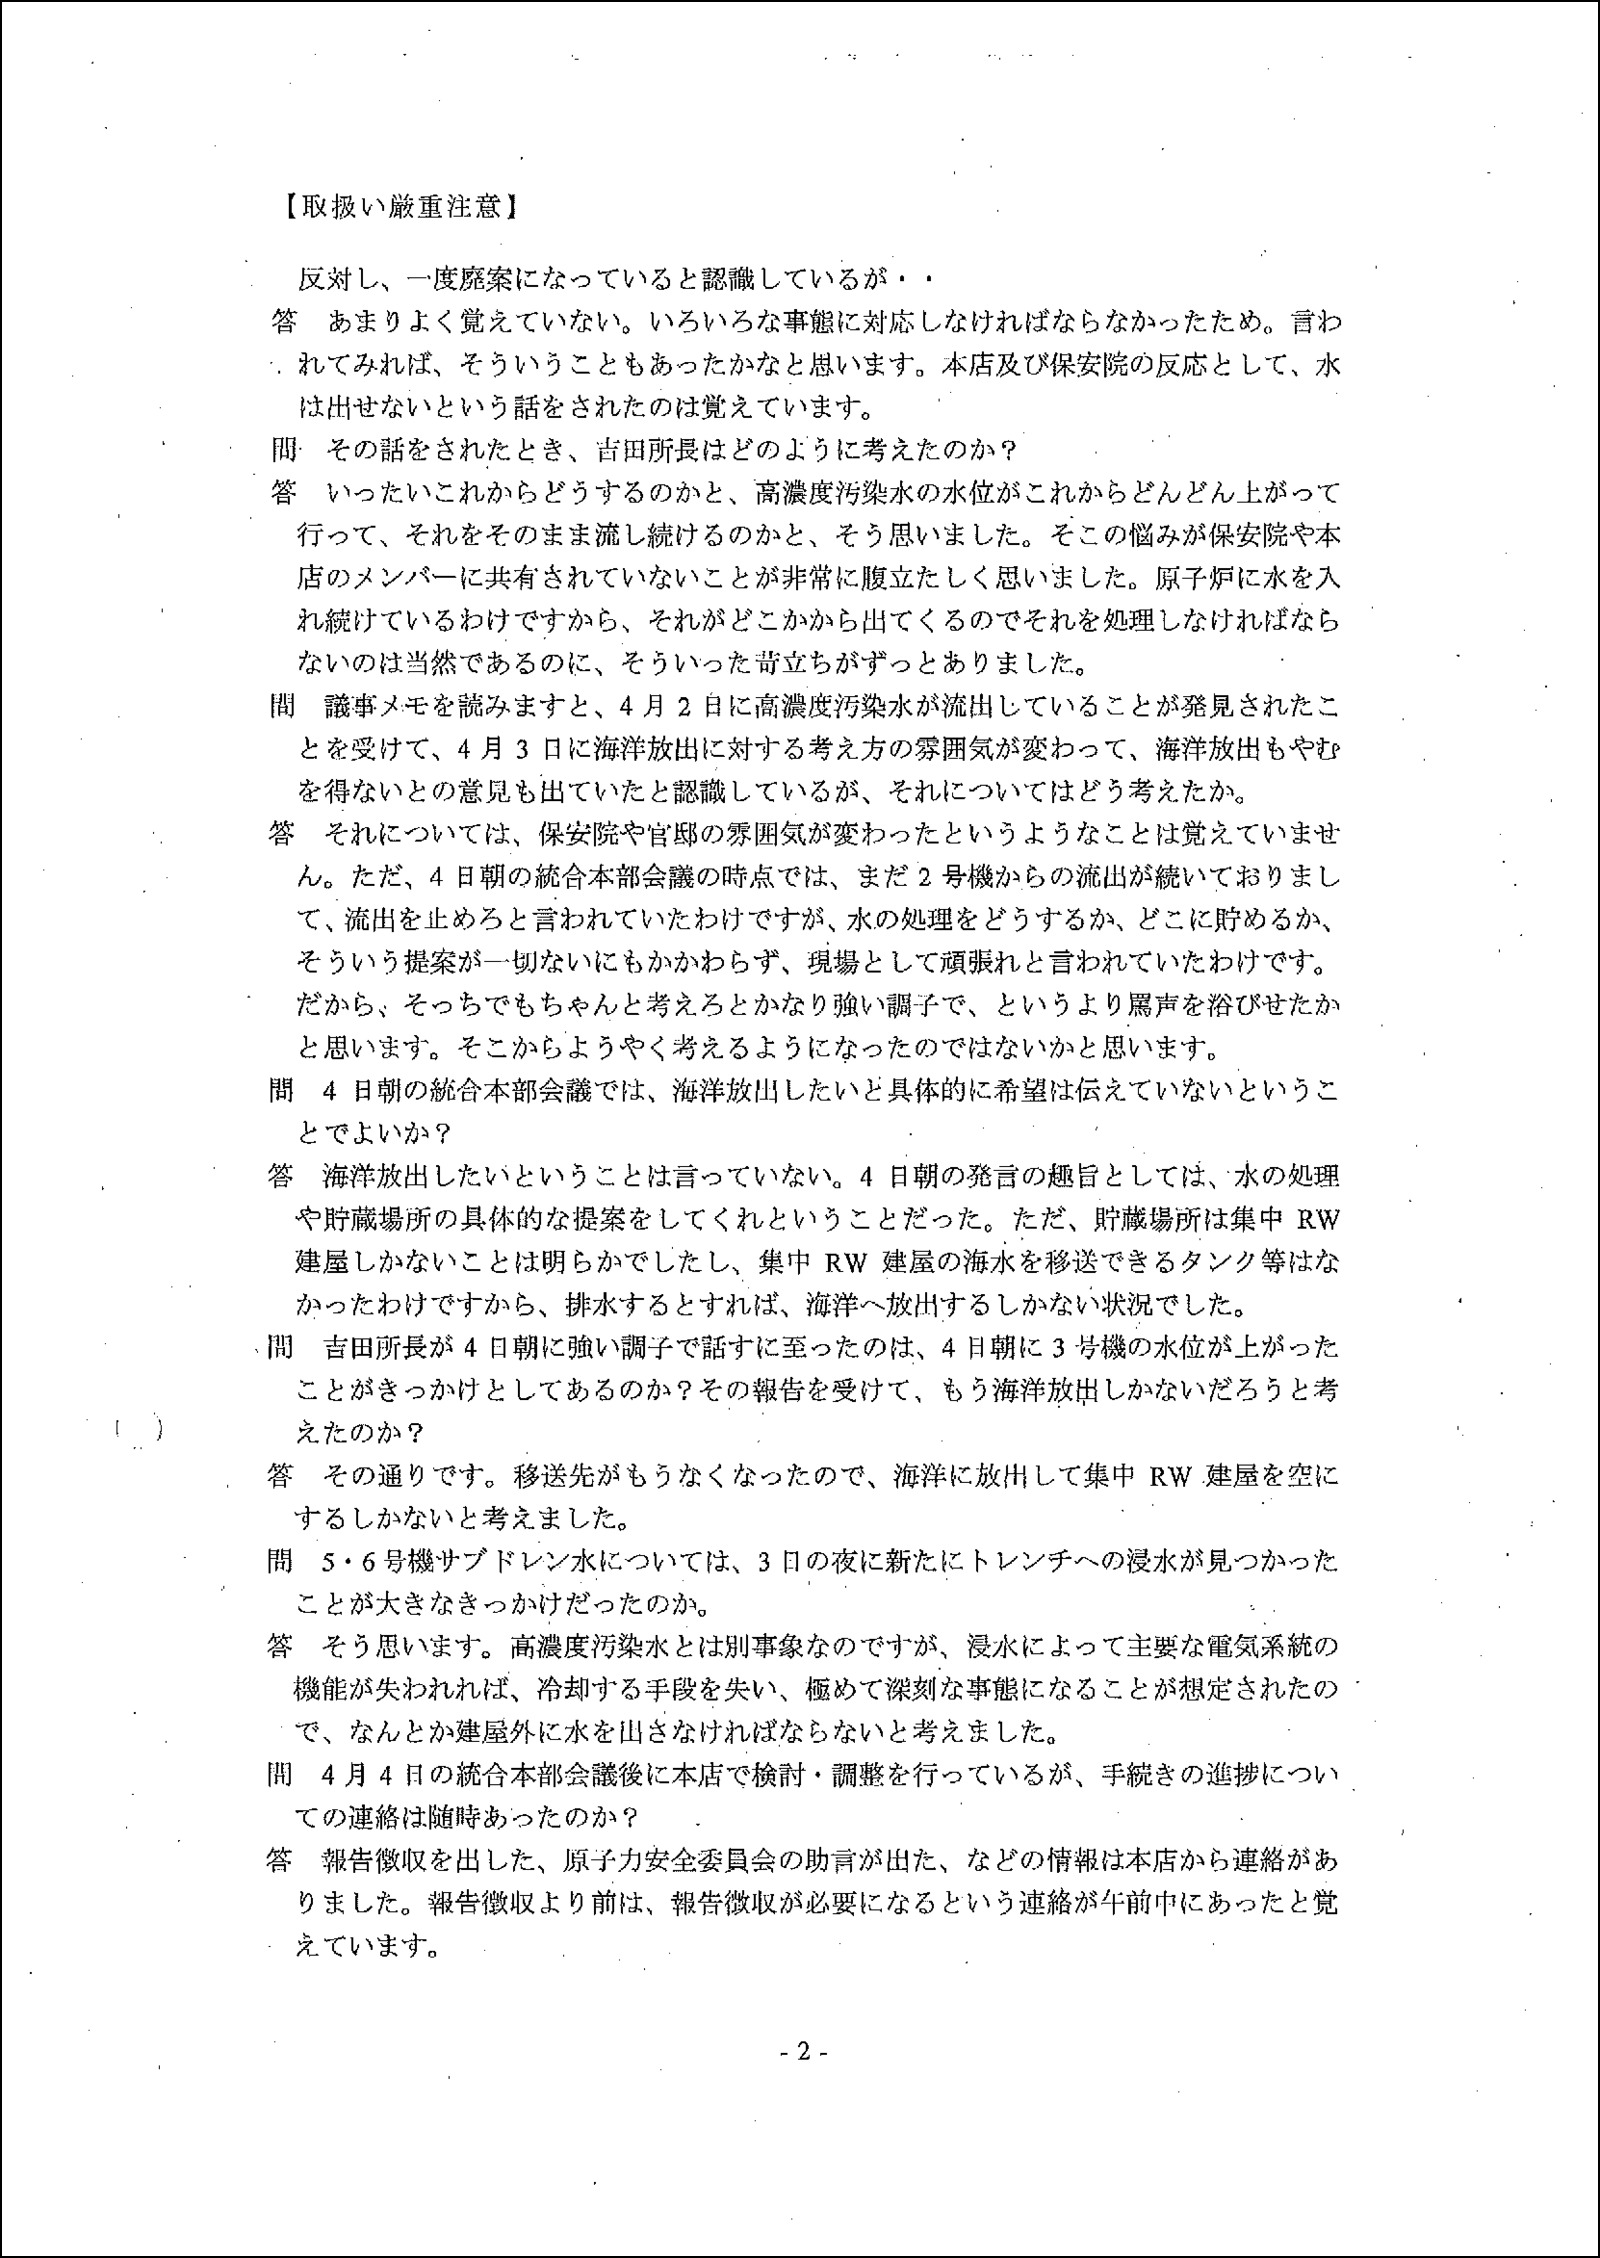 【取扱い厳重注意】
反対し、一度廃案になっていると認識しているが・・
答　あまりよく覚えていない。いろいろな事態に対応しなければならなかったため。言わ
れてみれば、そういうこともあったかなと思います。本店及び保安院の反応として、水
は出せないという話をされたのは覚えています。
問　その話をされたとき、吉田所長はどのように考えたのか？
答　いったいこれからどうするのかと、高濃度汚染水の水位がこれからどんどん上がって
行って、それをそのまま流し続けるのかと、そう思いました。そこの悩みが保安院や本
店のメンバーに共有されていないことが非常に腹立たしく思いました。原子炉に水を入
れ続けているわけですから、それがどこかから出てくるのでそれを処理しなければなら
ないのは当然であるのに、そういった苛立ちがずっとありました。
問　議事メモを読みますと、4 月 2 日に高濃度汚染水が流出していることが発見されたこ
とを受けて、4 月 3 日に海洋放出に対する考え方の雰囲気が変わって、海洋放出もやむ
を得ないとの意見も出ていたと認識しているが、それについてはどう考えたか。
答　それについては、保安院や官邸の雰囲気が変わったというようなことは覚えていませ
ん。ただ、4 日朝の統合本部会議の時点では、まだ 2 号機からの流出が続いておりまし
て、流出を止めろと言われていたわけですが、水の処理をどうするか、どこに貯めるか、
そういう提案が一切ないにもかかわらず、現場として頑張れと言われていたわけです。
だから、そっちでもちゃんと考えろとかなり強い調子で、というより罵声を浴びせたか
と思います。そこからようやく考えるようになったのではないかと思います。
問　4 日朝の統合本部会議では、海洋放出したいと具体的に希望は伝えていないというこ
とでよいか？
答　海洋放出したいということは言っていない。4 日朝の発言の趣旨としては、水の処理
や貯蔵場所の具体的な提案をしてくれということだった。ただ、貯蔵場所は集中 RW
建屋しかないことは明らかでしたし、集中 RW 建屋の海水を移送できるタンク等はな
かったわけですから、排水するとすれば、海洋へ放出するしかない状況でした。
問　吉田所長が 4 日朝に強い調子で話すに至ったのは、4 日朝に 3 号機の水位が上がった
ことがきっかけとしてあるのか？その報告を受けて、もう海洋放出しかないだろうと考
えたのか？
答　その通りです。移送先がもうなくなったので、海洋に放出して集中 RW 建屋を空に
するしかないと考えました。
問　5・6 号機サブドレン水については、3 日の夜に新たにトレンチへの浸水が見つかった
ことが大きなきっかけだったのか。
答　そう思います。高濃度汚染水とは別事象なのですが、浸水によって主要な電気系統の
機能が失われれば、冷却する手段を失い、極めて深刻な事態になることが想定されたの
で、なんとか建屋外に水を出さなければならないと考えました。
問　4 月 4 日の統合本部会議後に本店で検討・調整を行っているが、手続きの進捗につい
ての連絡は随時あったのか？
答　報告徴収を出した、原子力安全委員会の助言が出た、などの情報は本店から連絡があ
りました。報告徴収より前は、報告徴収が必要になるという連絡が午前中にあったと覚
えています。
- 2 -